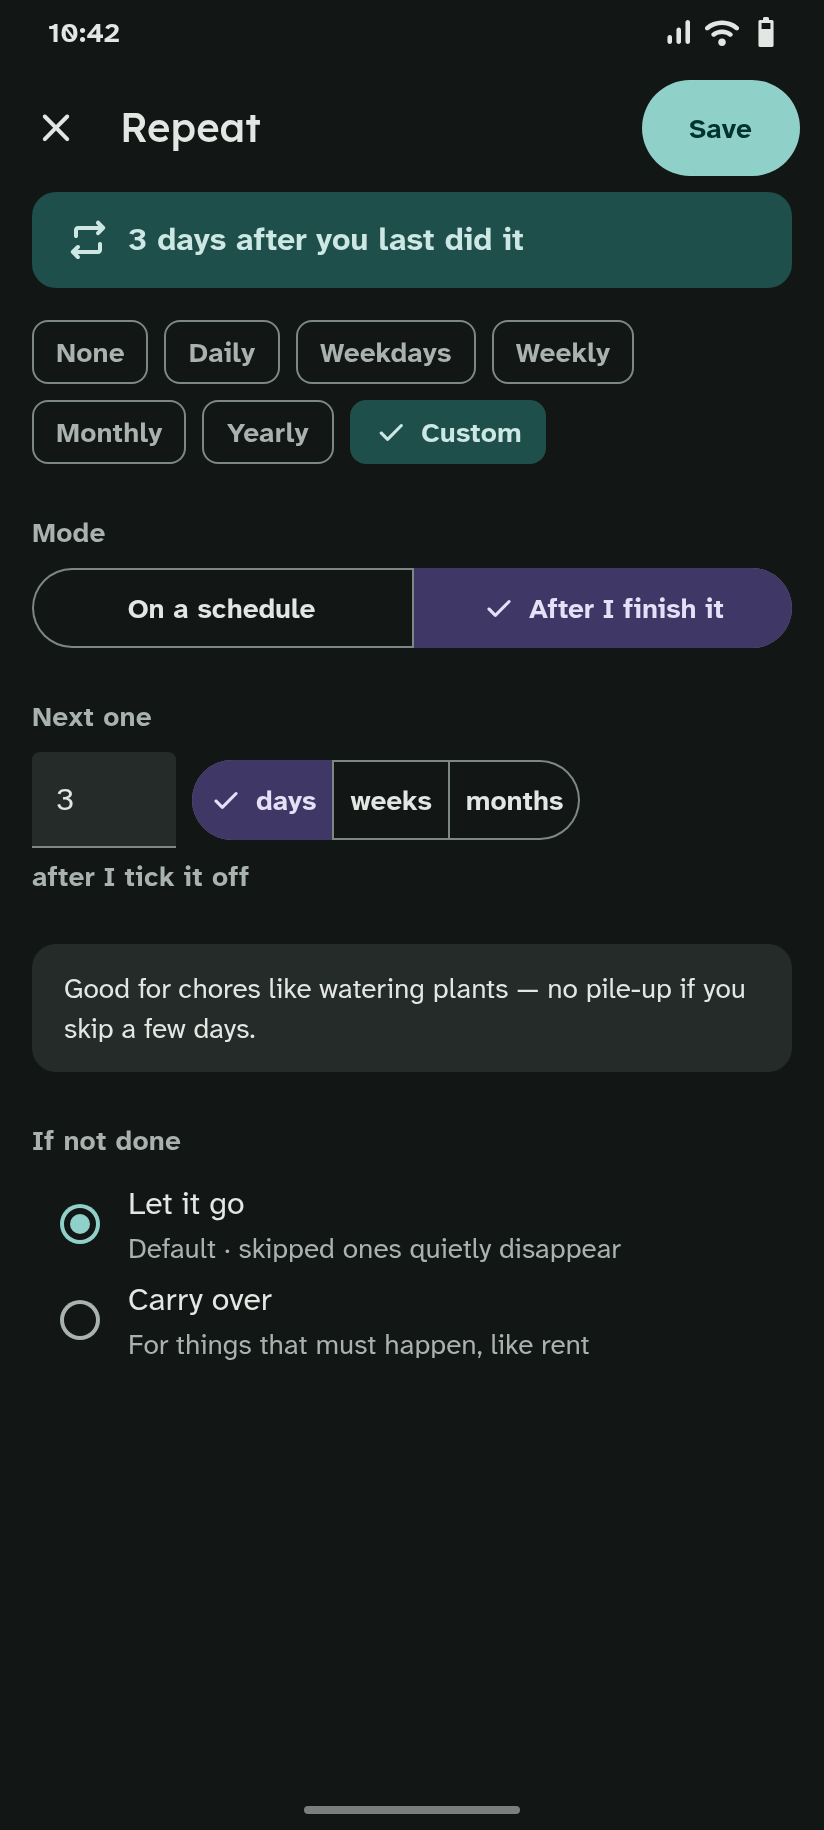 10:42
Repeat
Save
3 days after you last did it
None Daily Weekdays Weekly
Monthly Yearly Custom
Mode
On a schedule After I finish it
Next one
3 days weeks months
after I tick it off
Good for chores like watering plants — no pile-up if you
skip a few days.
If not done
Let it go
Default · skipped ones quietly disappear
Carry over
For things that must happen, like rent